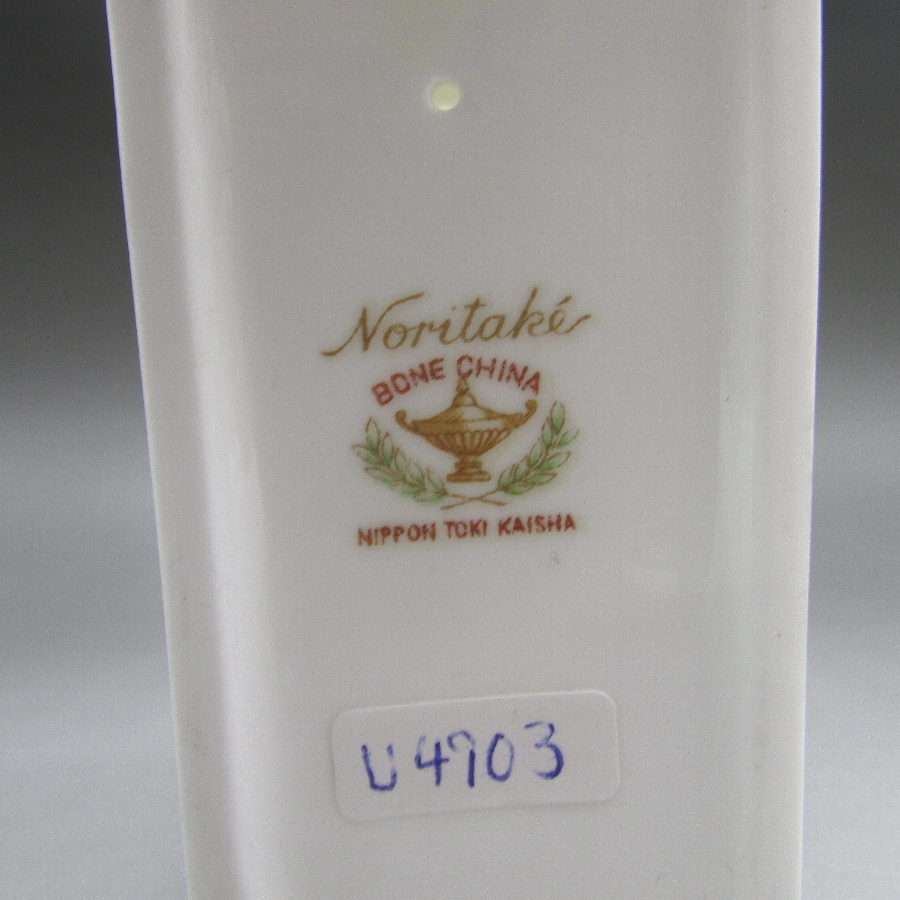 Noritaké
BONE CHINA
NIPPON TOKI KAISHA
U4903